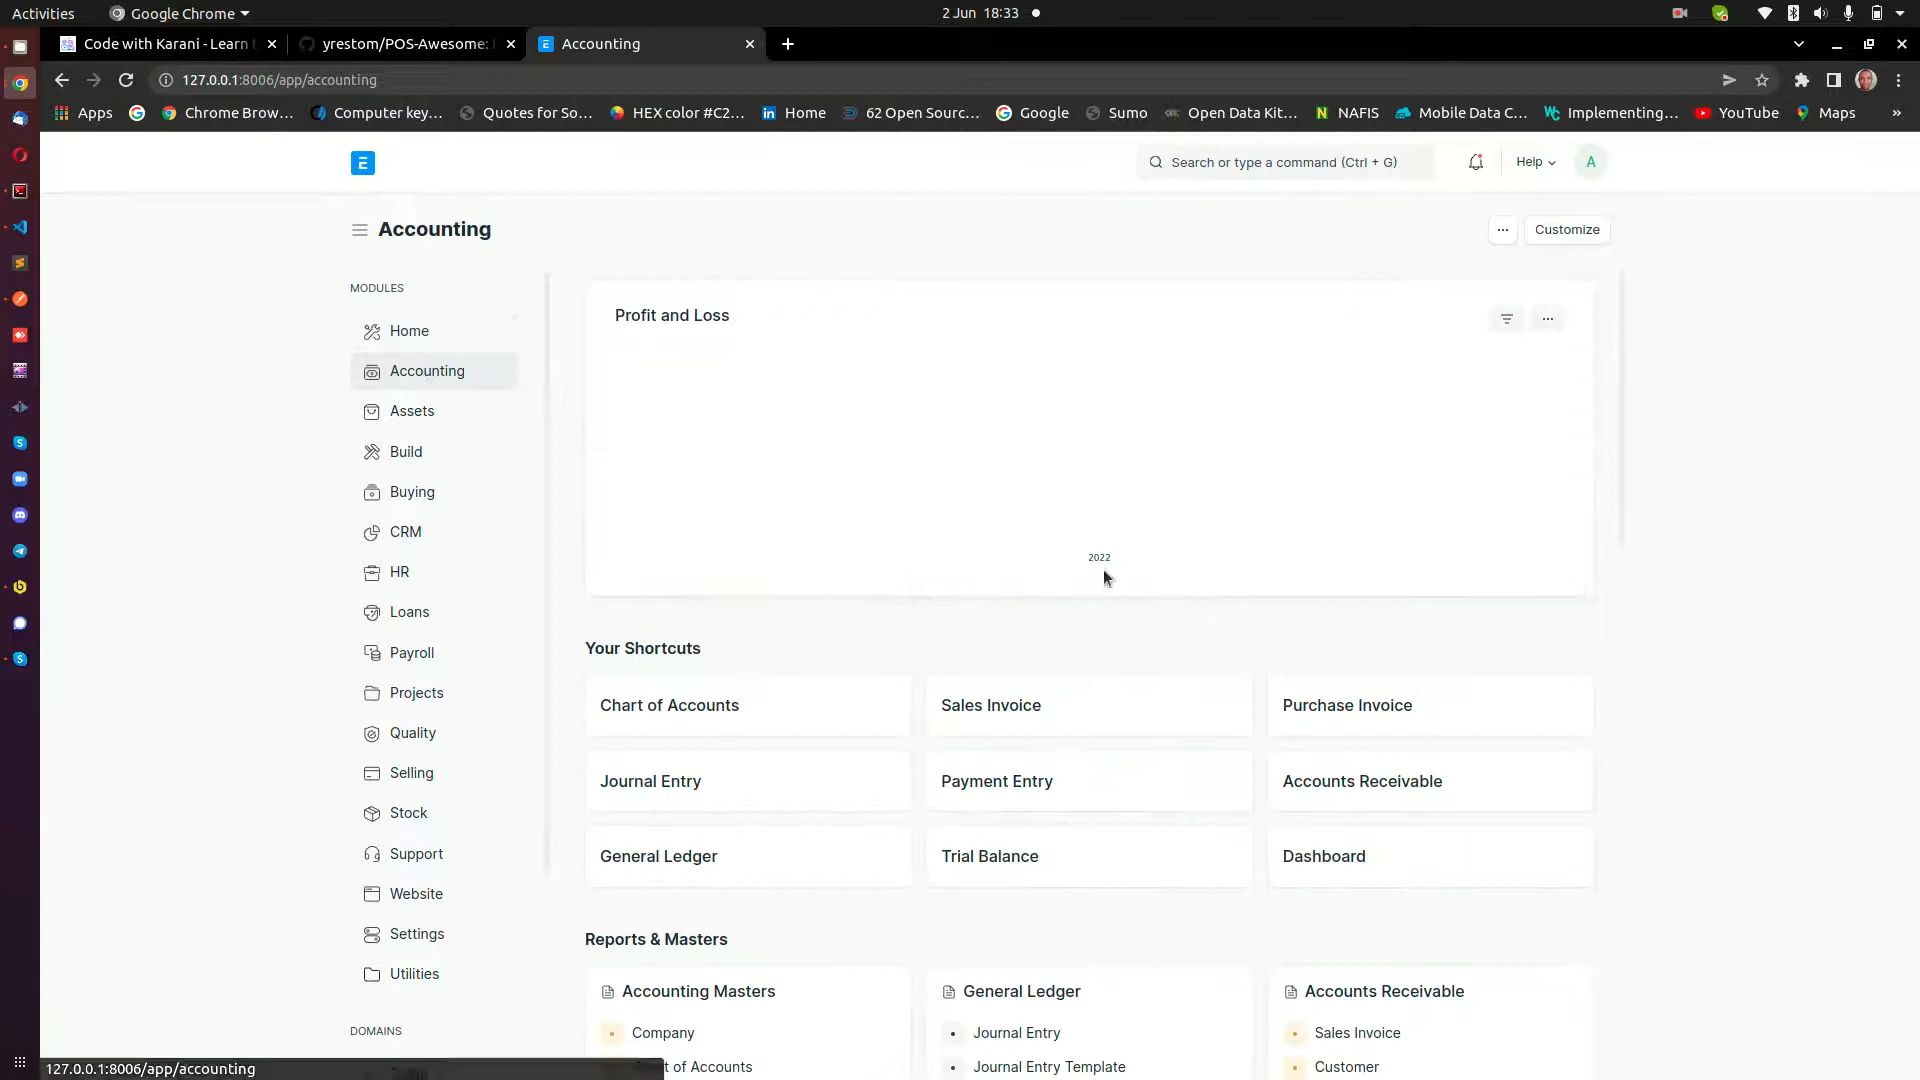 Activities
Google Chrome
2 Jun 18:33
Code with Karani - Learn
yrestom/POS-Awesome:
Accounting
127.0.0.1:8006/app/accounting
Apps
Chrome Brow...
Computer key...
Quotes for So...
HEX color #C2...
Home
62 Open Sourc...
Google
Sumo
Open Data Kit...
NAFIS
Mobile Data C...
Implementing...
YouTube
Maps
»
Search or type a command (Ctrl + G)
Help
A
Accounting
Customize
MODULES
Home
Accounting
Assets
Build
Buying
CRM
HR
Loans
Payroll
Projects
Quality
Selling
Stock
Support
Website
Settings
Utilities
DOMAINS
Profit and Loss
2022
Your Shortcuts
Chart of Accounts
Sales Invoice
Purchase Invoice
Journal Entry
Payment Entry
Accounts Receivable
General Ledger
Trial Balance
Dashboard
Reports & Masters
Accounting Masters
Company
t of Accounts
General Ledger
Journal Entry
Journal Entry Template
Accounts Receivable
Sales Invoice
Customer
127.0.0.1:8006/app/accounting